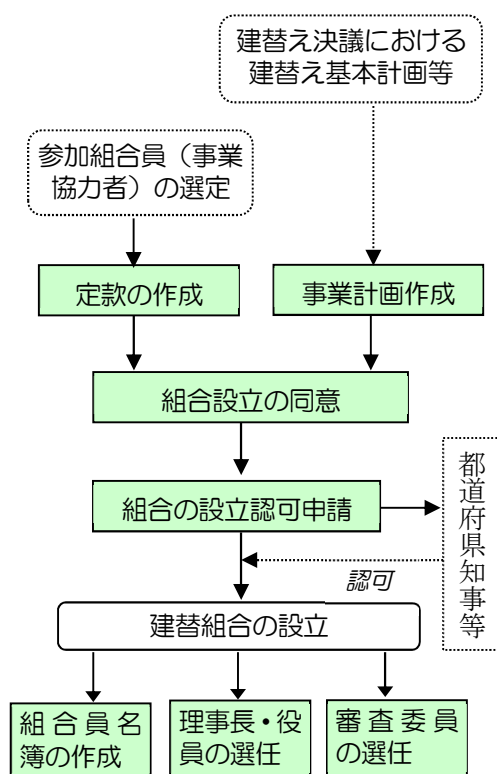 建替え決議における
建替え基本計画等
参加組合員（事業
協力者）の選定
定款の作成
事業計画作成
組合設立の同意
組合の設立認可申請
都道府県知事等
認可
建替組合の設立
組合員名
簿の作成
理事長・役
員の選任
審査委員
の選任